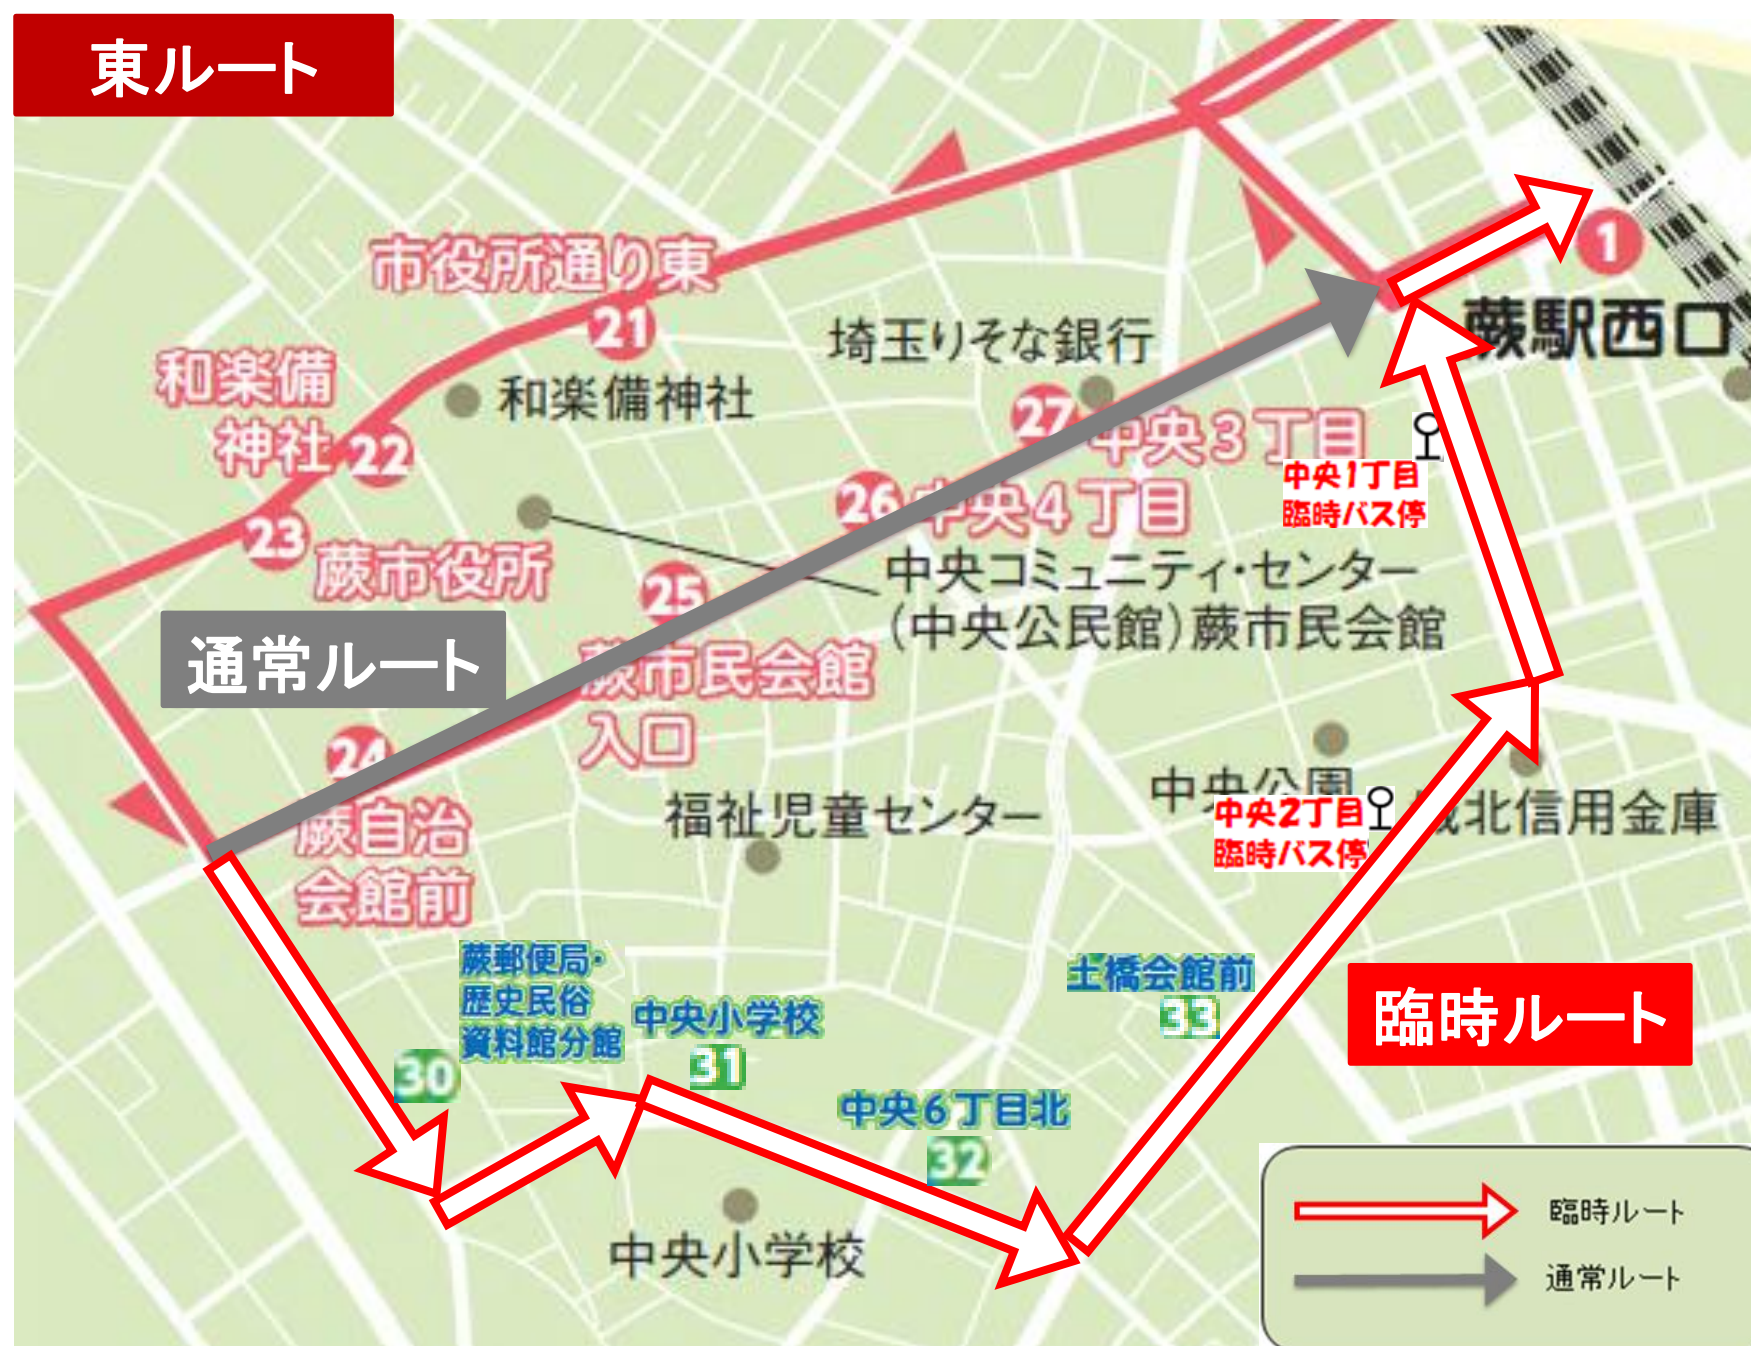 東ルート
1
市役所通り東
21
埼玉りそな銀行
蕨駅西口
和楽備
神社
22
和楽備神社
27
中央3丁目
中央1丁目
臨時バス停
26
中央4丁目
23
蕨市役所
中央コミュニティ・センター
(中央公民館)蕨市民会館
25
通常ルート
蕨市民会館
入口
24
蕨自治
会館前
福祉児童センター
中央公園
中央2丁目
臨時バス停
城北信用金庫
蕨郵便局・
歴史民俗
資料館分館
30
中央小学校
31
土橋会館前
33
臨時ルート
中央6丁目北
32
中央小学校
臨時ルート
通常ルート